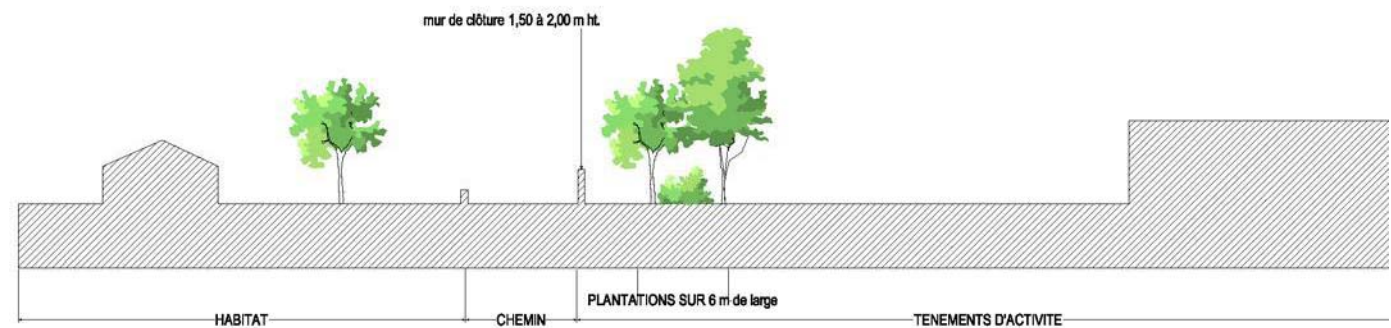 mur de clôture 1,50 à 2,00 m ht.
PLANTATIONS SUR 6 m de large
HABITAT
CHEMIN
TENEMENTS D'ACTIVITE